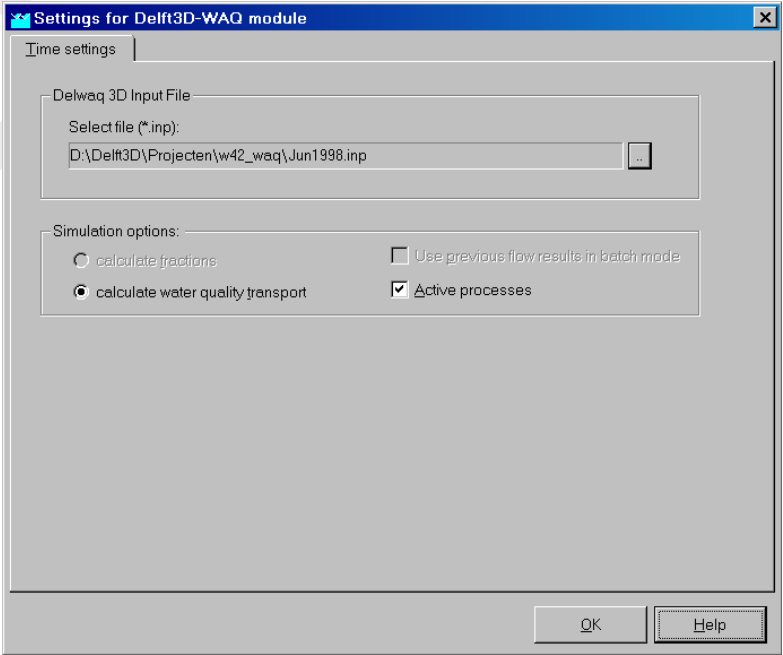 Settings for Delft3D-WAQ module
Time settings
Delwaq 3D Input File
Select file (*.inp):
D:\Delft3D\Projecten\w42_waq\Jun1998.inp
..
Simulation options:
calculate fractions
Use previous flow results in batch mode
calculate water quality transport
Active processes
OK
Help